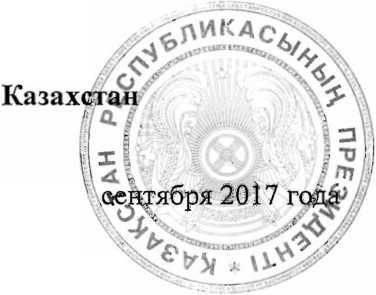 Казахстан
сентября 2017 года
ҚАЗАҚСТАН РЕСПУБЛИКАСЫНЫҢ ПРЕЗИДЕНТІ *